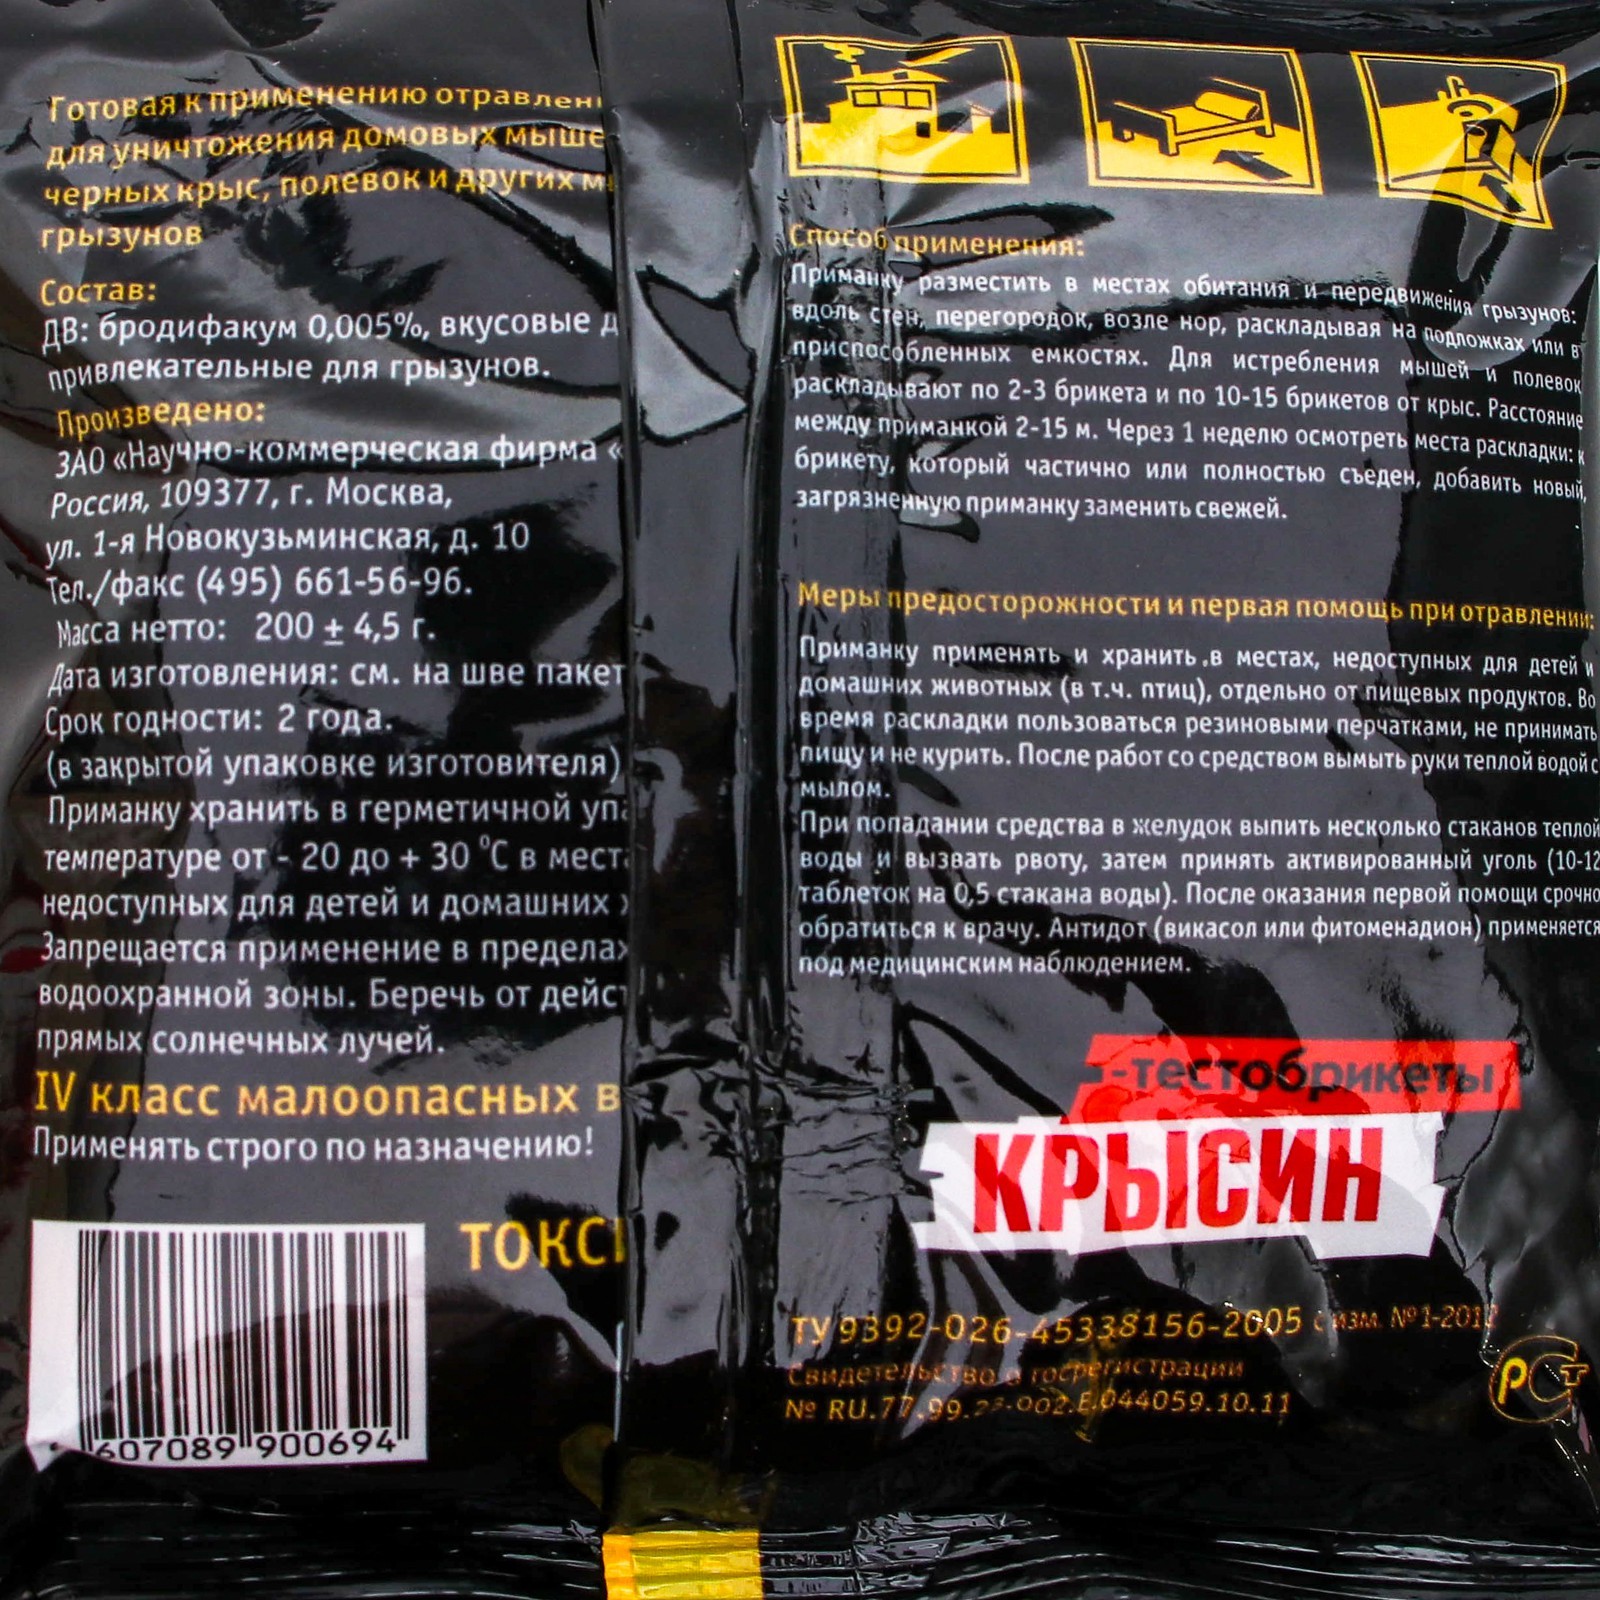 Готовая к применению
для уничтожения домовых
черных крыс, полевок и других
грызунов
Состав:
ДВ: бродифакум 0,005%, вкусовые
привлекательные для грызунов.
Произведено:
ЗАО «Научно-коммерческая фирма «
Россия, 109377, г. Москва,
ул. 1-я Новокузьминская, д. 10
Тел./факс (495) 661-56-96.
Масса нетто: 200 ± 4,5 г.
Дата изготовления: см. на шве
Срок годности: 2 года.
(в закрытой упаковке изготовителя)
Приманку хранить в герметичной
температуре от - 20 до + 30 °С в
недоступных для детей и домашних
Запрещается применение в пределах
водоохранной зоны. Беречь от
прямых солнечных лучей.
IV класс малоопасных
Применять строго по назначению!
607089 900694
Способ применения:
Приманку разместить в местах обитания и передвижения грызунов:
вдоль стен, перегородок, возле нор, раскладывая на подложках или в
приспособленных емкостях. Для истребления мышей и полевок
раскладывают по 2-3 брикета и по 10-15 брикетов от крыс. Расстояние
между приманкой 2-15 м. Через 1 неделю осмотреть места раскладки: к
брикету, который частично или полностью съеден, добавить новый,
загрязненную приманку заменить свежей.
Меры предосторожности и первая помощь при отравлении:
Приманку применять и хранить в местах, недоступных для детей и
домашних животных (в т.ч. птиц), отдельно от пищевых продуктов. Во
время раскладки пользоваться резиновыми перчатками, не принимать
пищу и не курить. После работ со средством вымыть руки теплой водой с
мылом.
При попадании средства в желудок выпить несколько стаканов теплой
воды и вызвать рвоту, затем принять активированный уголь (10-12
таблеток на 0,5 стакана воды). После оказания первой помощи срочно
обратиться к врачу. Антидот (викасол или фитоменадион) применяется
под медицинским наблюдением.
-тестобрикеты
КРЫСИН
ТУ 9392-026-45338156-2005 с изм. №
Свидетельство о госрегистрации
№ RU.77.99.23-002.Е.044059.10.11
РСТ